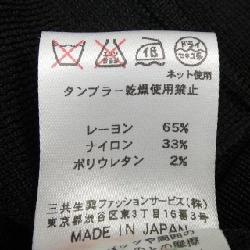 ドライ
ネット使用
タンブラー乾燥使用禁止
レーヨン 65%
ナイロン 33%
ポリウレタン 2%
三共生興ファッションサービス(株)
東京都渋谷区東3丁目16番3号
MADE IN JAPAN